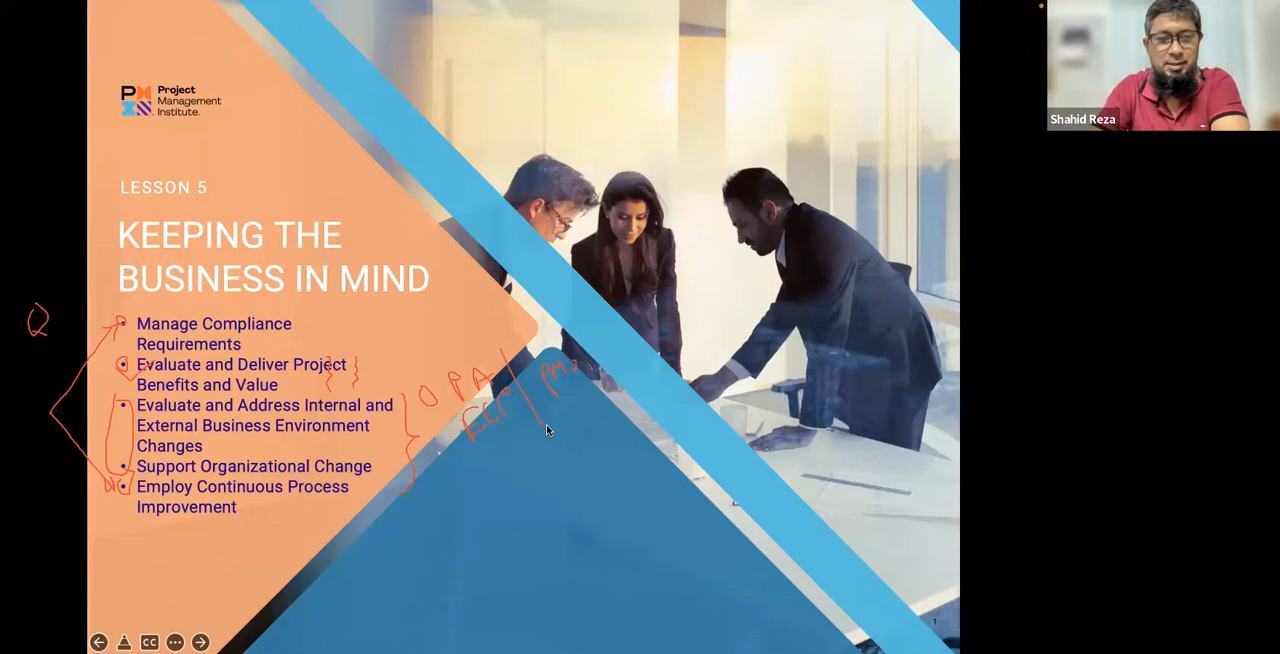 Project
Management
Institute.
LESSON 5
KEEPING THE
BUSINESS IN MIND
• Manage Compliance
Requirements
• Evaluate and Deliver Project
Benefits and Value
• Evaluate and Address Internal and
External Business Environment
Changes
• Support Organizational Change
• Employ Continuous Process
Improvement
Q
OPA
CC
1
Shahid Reza